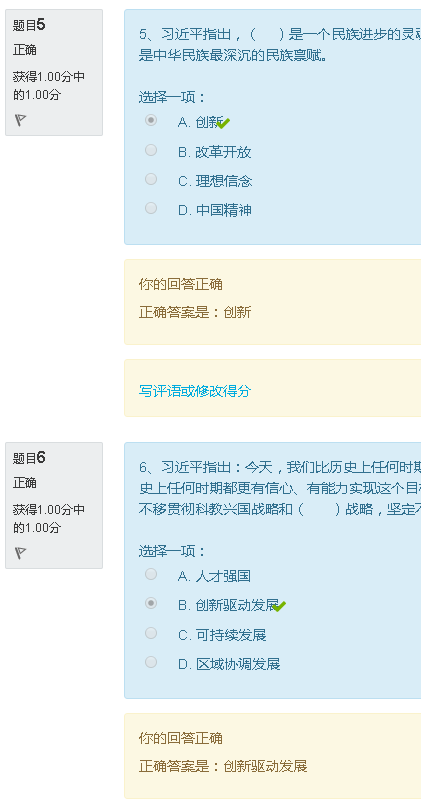 题目5
正确
获得1.00分中
的1.00分
5、习近平指出，（　）是一个民族进步的灵
是中华民族最深沉的民族禀赋。
选择一项：
A. 创新
B. 改革开放
C. 理想信念
D. 中国精神
你的回答正确
正确答案是：创新
写评语或修改得分
题目6
正确
获得1.00分中
的1.00分
6、习近平指出：今天，我们比历史上任何时期
史上任何时期都更有信心、有能力实现这个目标
不移贯彻科教兴国战略和（　）战略，坚定不
选择一项：
A. 人才强国
B. 创新驱动发展
C. 可持续发展
D. 区域协调发展
你的回答正确
正确答案是：创新驱动发展